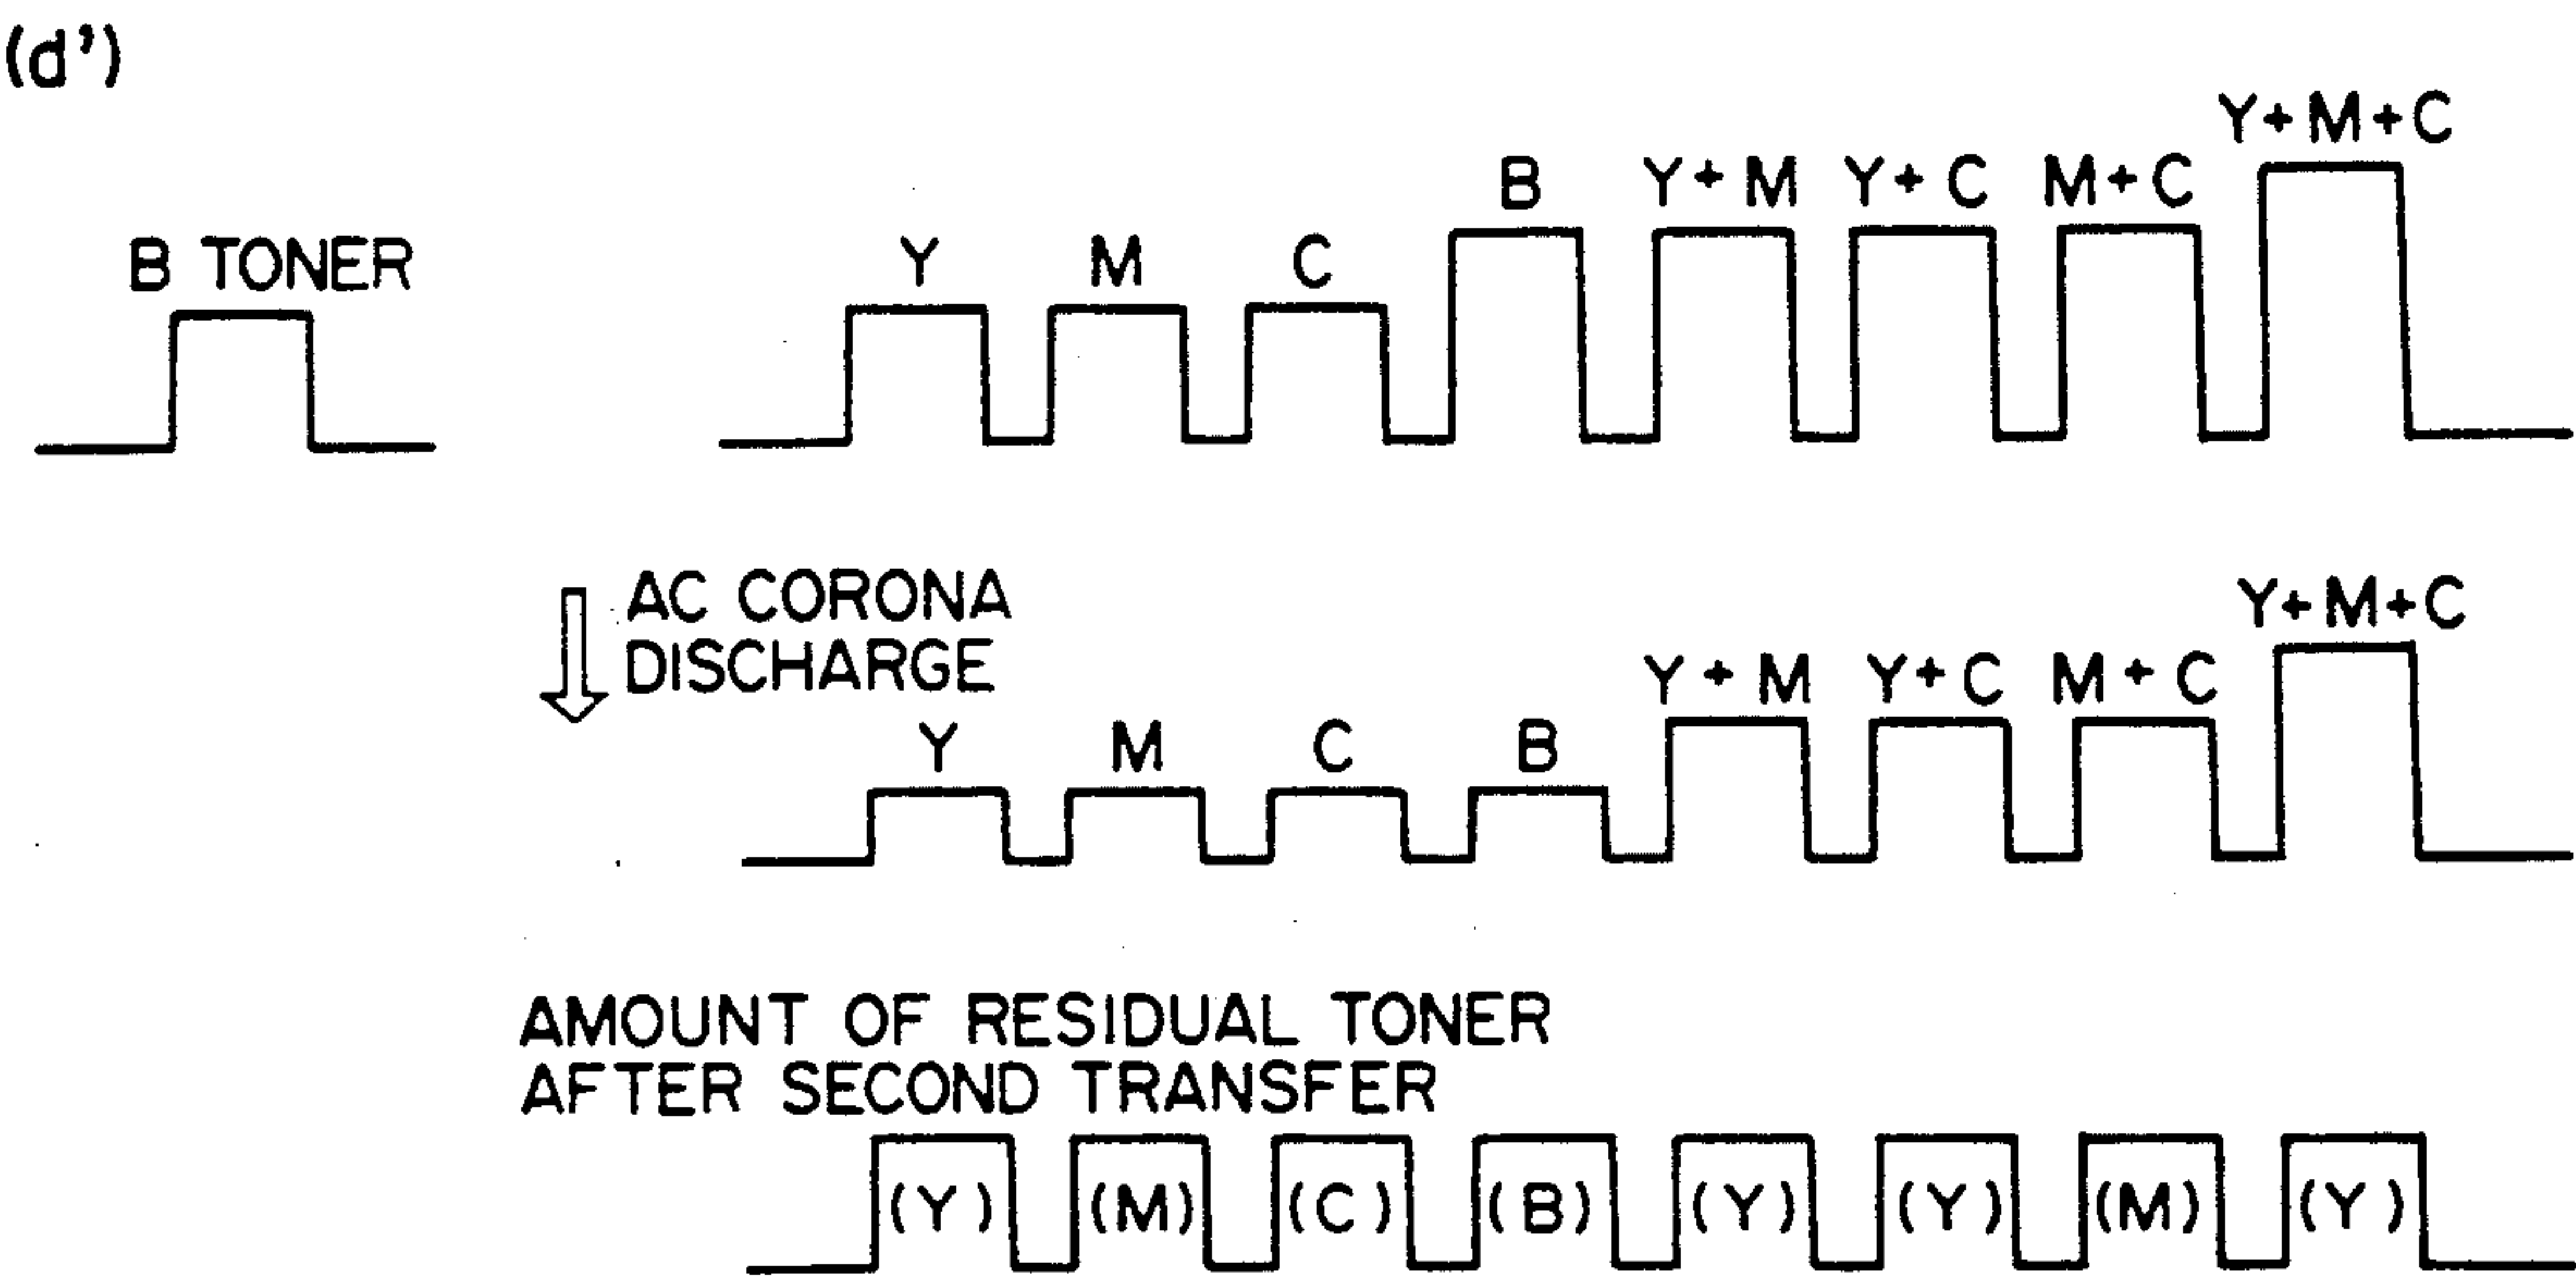 (d')
B TONER
Y M C B Y+M Y+C M+C Y+M+C
AC CORONA
DISCHARGE
Y M C B Y+M Y+C M+C Y+M+C
AMOUNT OF RESIDUAL TONER
AFTER SECOND TRANSFER
(Y) (M) (C) (B) (Y) (Y) (M) (Y)